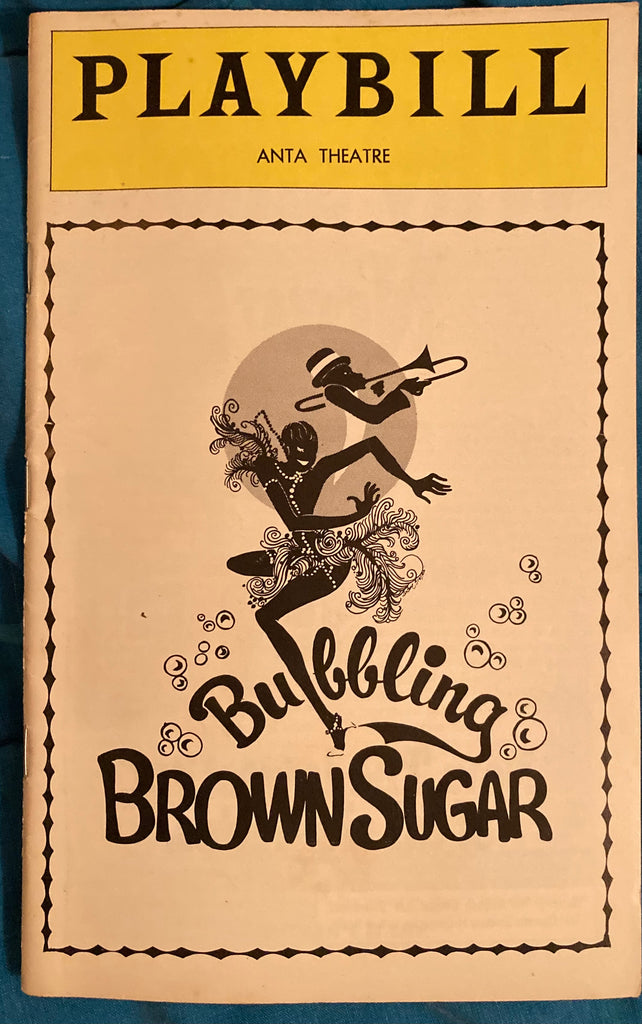 PLAYBILL
ANTA THEATRE
Bubbling
BROWN SUGAR